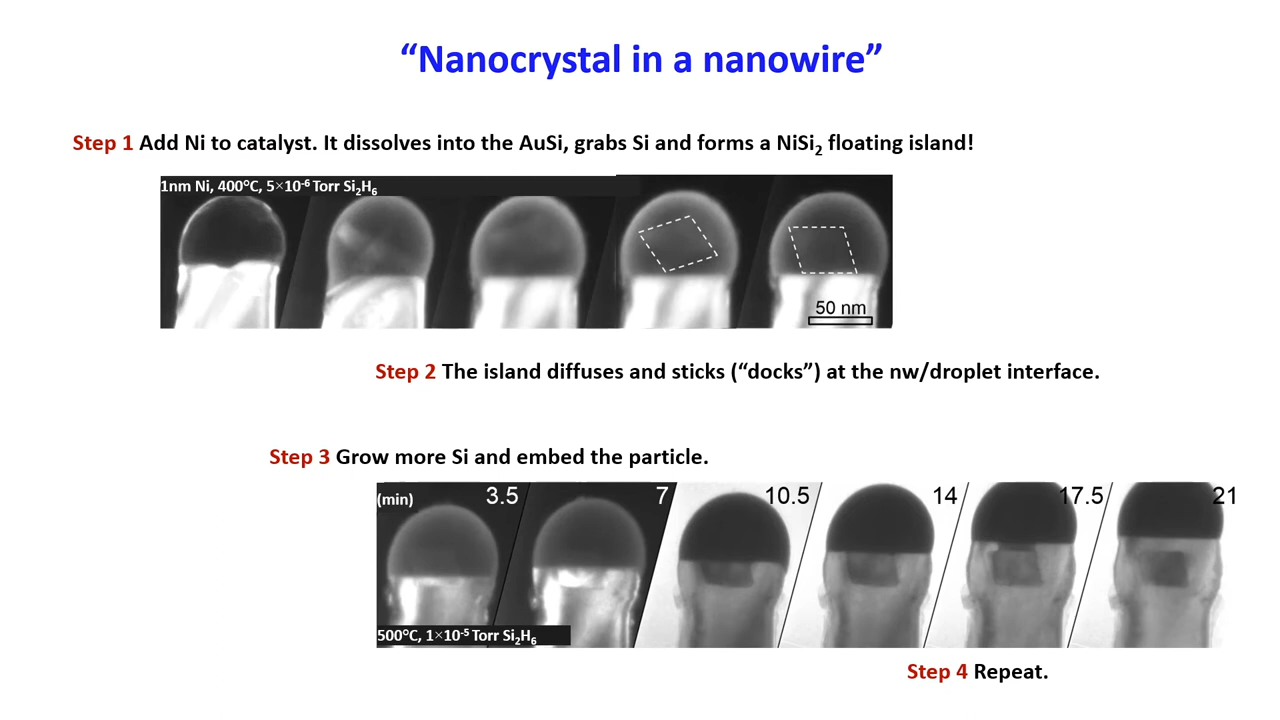 “Nanocrystal in a nanowire”
Step 1 Add Ni to catalyst. It dissolves into the AuSi, grabs Si and forms a NiSi₂ floating island!
1nm Ni, 400°C, 5×10⁻⁶ Torr Si₂H₆
50 nm
Step 2 The island diffuses and sticks (“docks”) at the nw/droplet interface.
Step 3 Grow more Si and embed the particle.
(min) 3.5 7 10.5 14 17.5 21
500°C, 1×10⁻⁵ Torr Si₂H₆
Step 4 Repeat.